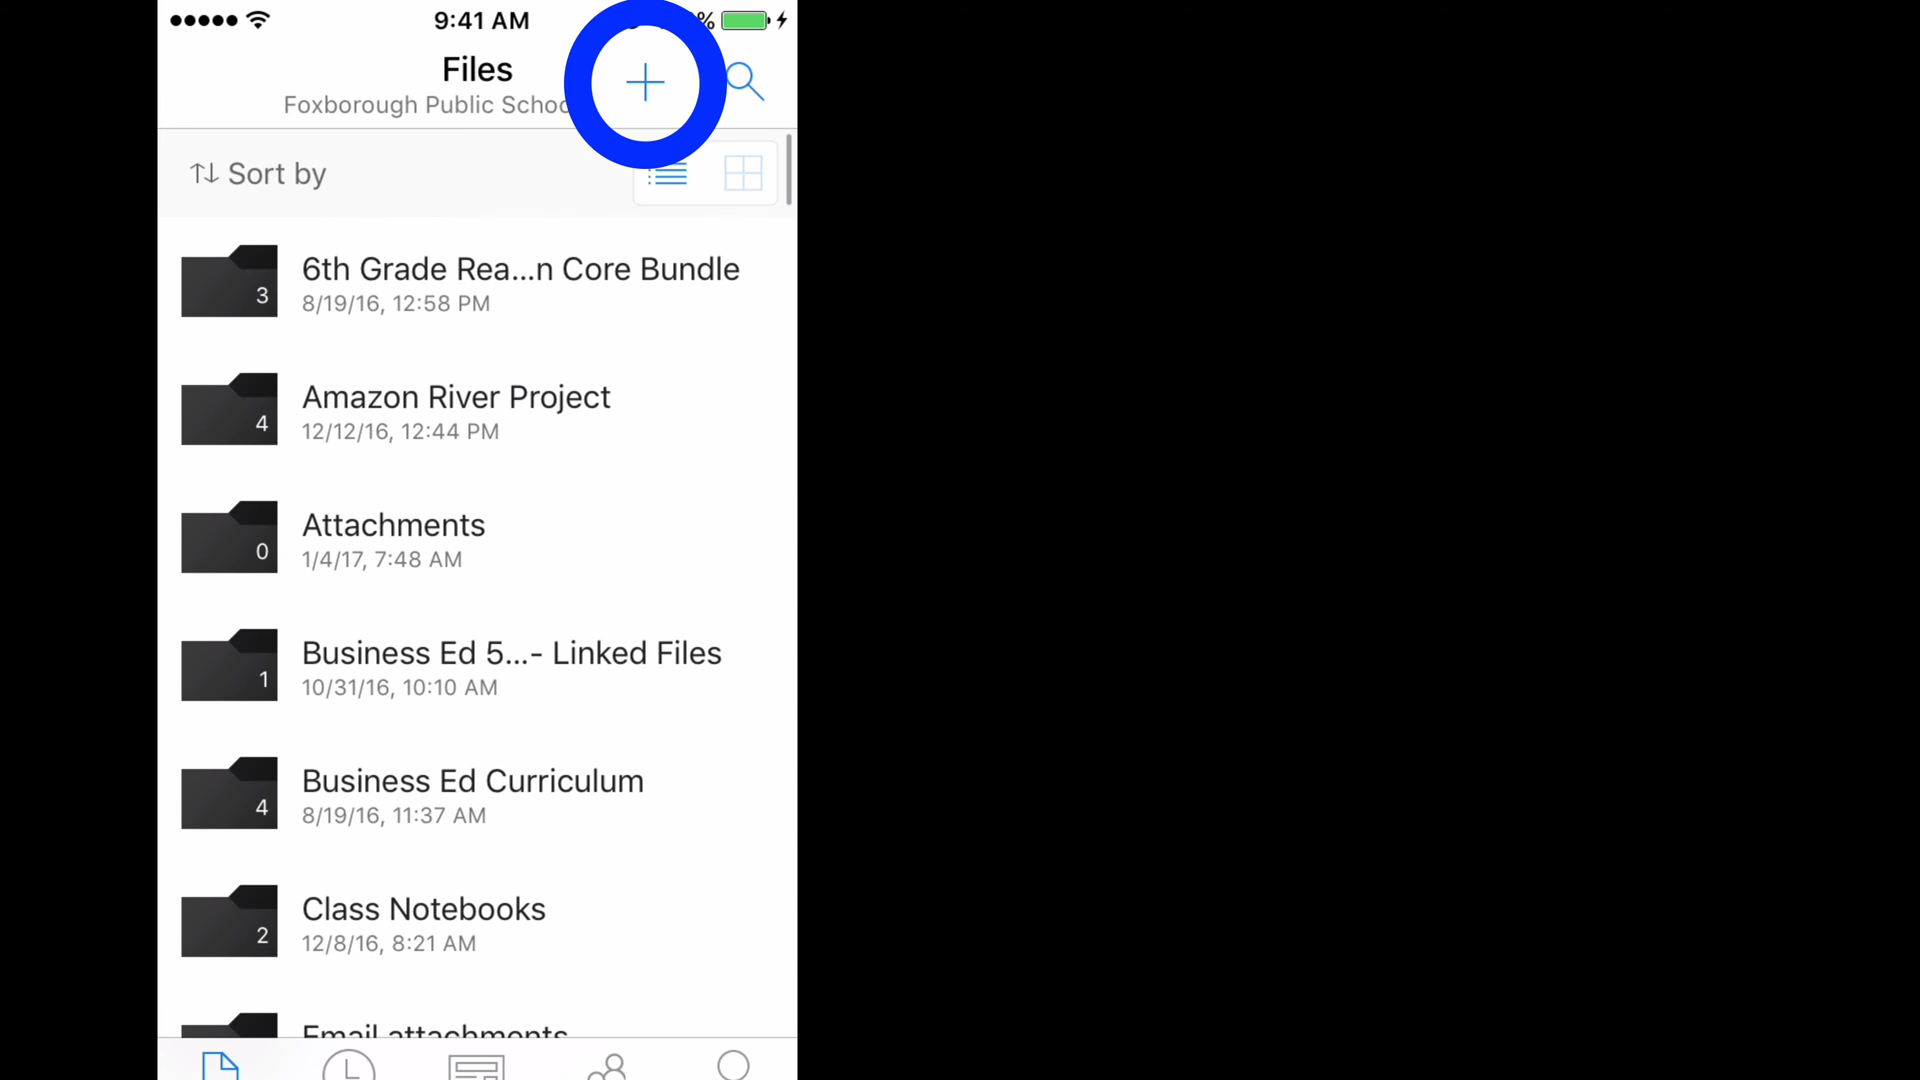 9:41 AM
%
Files
Foxborough Public Schoo
Sort by
6th Grade Rea...n Core Bundle
8/19/16, 12:58 PM
3
Amazon River Project
12/12/16, 12:44 PM
4
Attachments
1/4/17, 7:48 AM
0
Business Ed 5...- Linked Files
10/31/16, 10:10 AM
1
Business Ed Curriculum
8/19/16, 11:37 AM
4
Class Notebooks
12/8/16, 8:21 AM
2
Email attachments